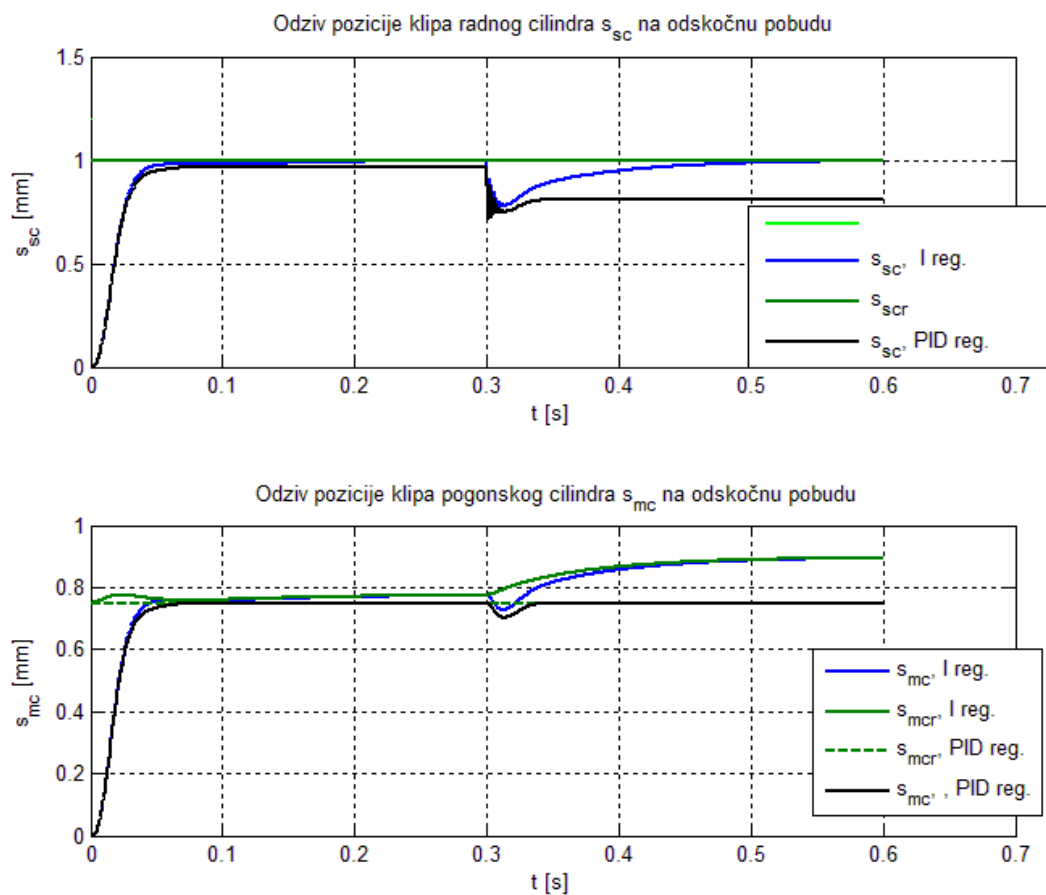 Odziv pozicije klipa radnog cilindra s_sc na odskočnu pobudu
1.5
1
0.5
0
s_sc [mm]
s_sc, I reg.
s_scr
s_sc, PID reg.
0 0.1 0.2 0.3 0.4 0.5 0.6 0.7
t [s]
Odziv pozicije klipa pogonskog cilindra s_mc na odskočnu pobudu
1
0.8
0.6
0.4
0.2
0
s_mc [mm]
s_mc, I reg.
s_mcr, I reg.
s_mcr, PID reg.
s_mc, , PID reg.
0 0.1 0.2 0.3 0.4 0.5 0.6 0.7
t [s]